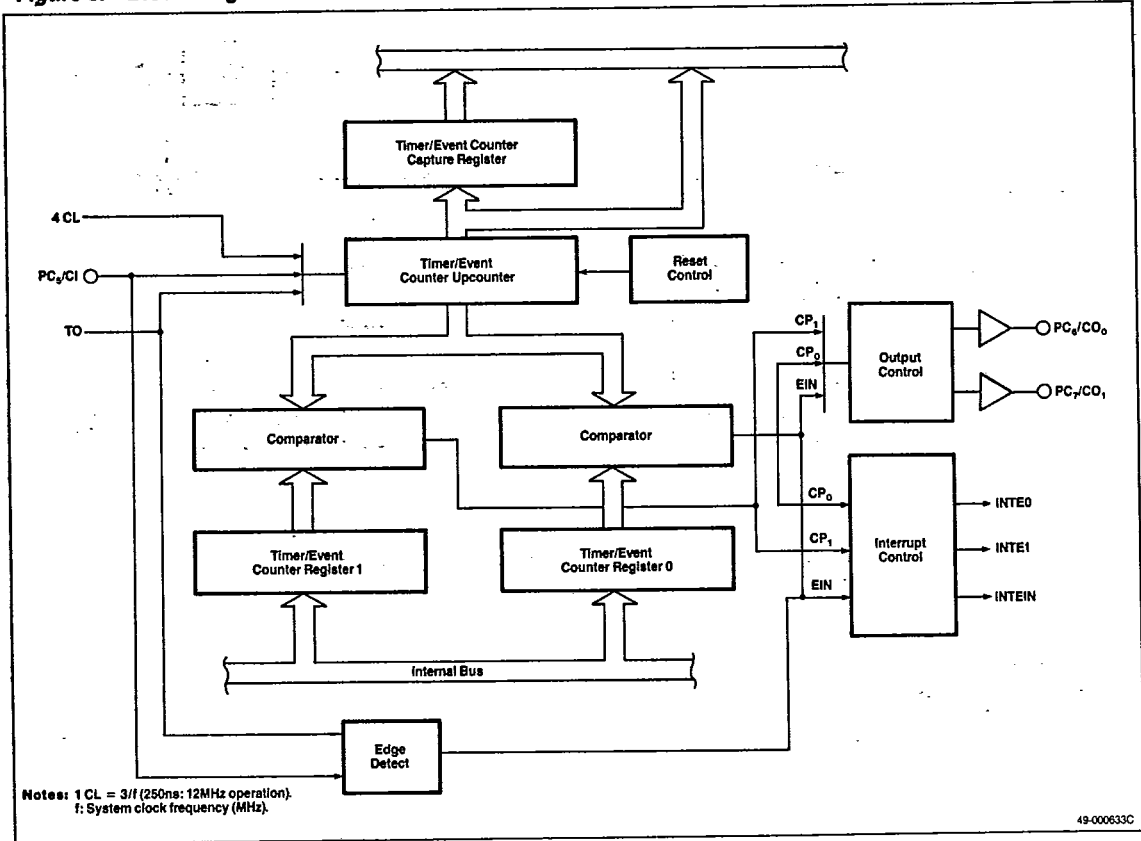 Timer/Event Counter
Capture Register
4 CL
PC₅/CI
TO
Timer/Event
Counter Upcounter
Reset
Control
CP₁
CP₀
EIN
Output
Control
PC₆/CO₀
PC₇/CO₁
Comparator
Comparator
CP₀
CP₁
EIN
Interrupt
Control
INTE0
INTE1
INTEIN
Timer/Event
Counter Register 1
Timer/Event
Counter Register 0
Internal Bus
Edge
Detect
Notes: 1 CL = 3/f (250ns: 12MHz operation).
f: System clock frequency (MHz).
49-000633C